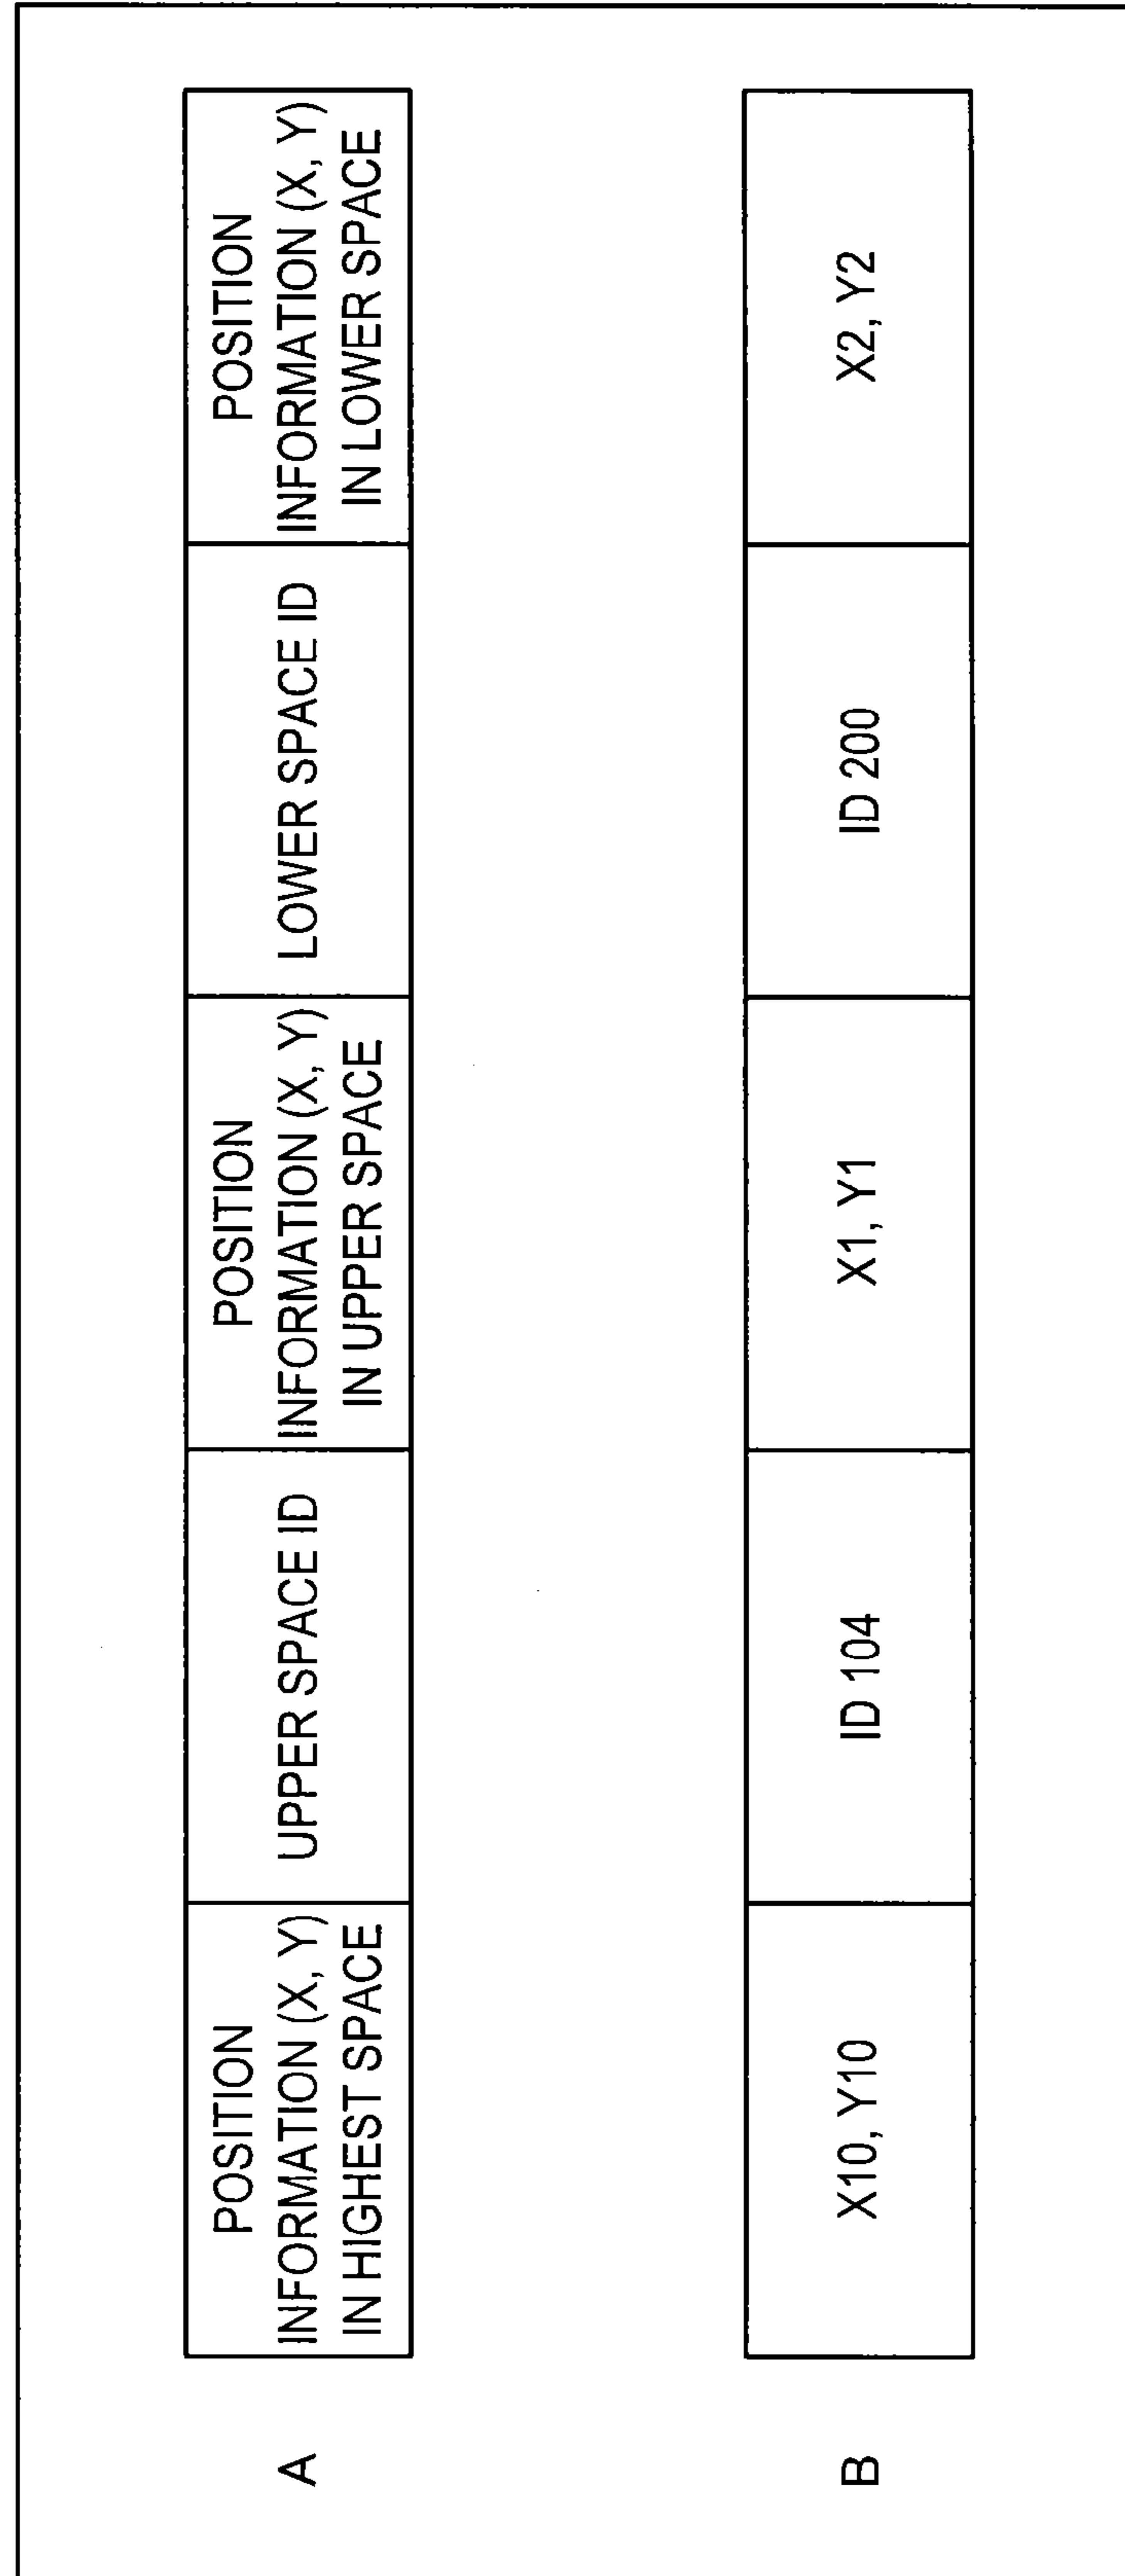 A
POSITION
INFORMATION (X, Y)
IN HIGHEST SPACE
UPPER SPACE ID
POSITION
INFORMATION (X, Y)
IN UPPER SPACE
LOWER SPACE ID
POSITION
INFORMATION (X, Y)
IN LOWER SPACE
B
X10, Y10
ID 104
X1, Y1
ID 200
X2, Y2